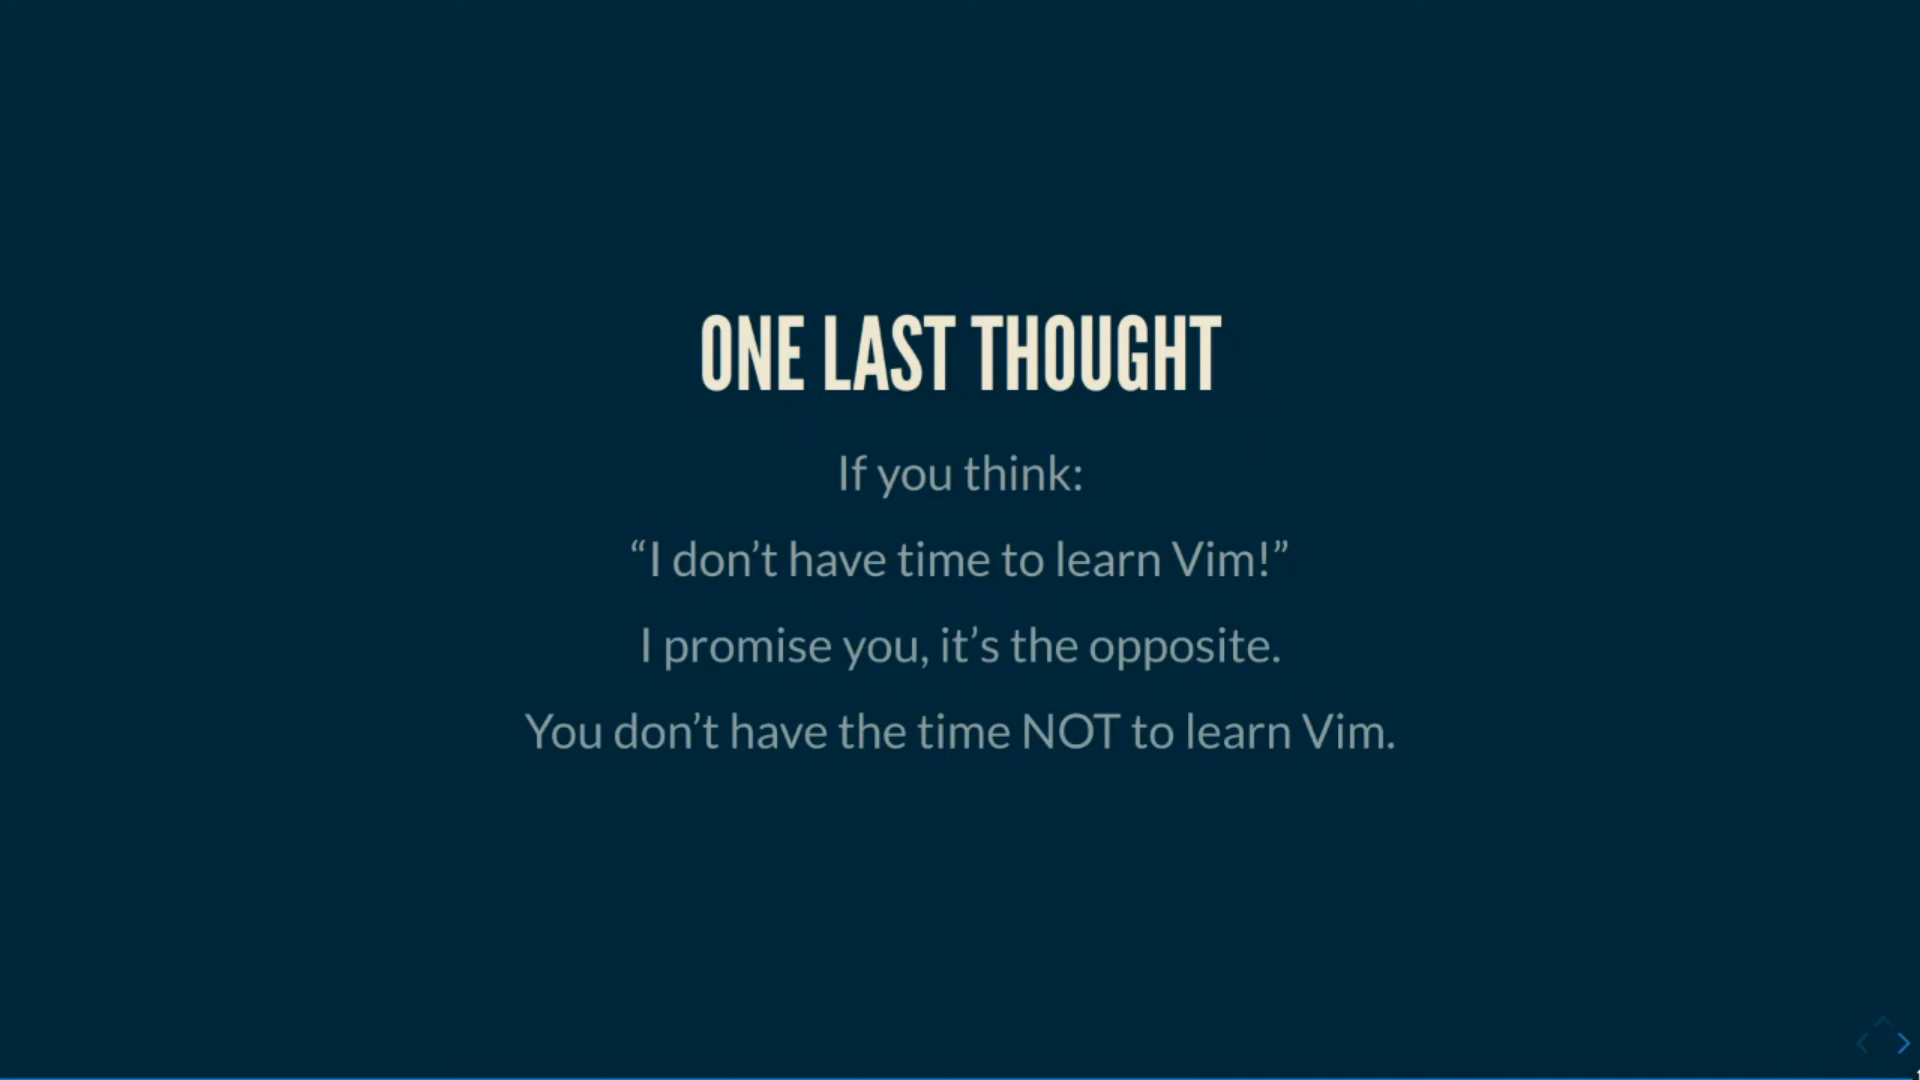 ONE LAST THOUGHT
If you think:
“I don’t have time to learn Vim!”
I promise you, it’s the opposite.
You don’t have the time NOT to learn Vim.